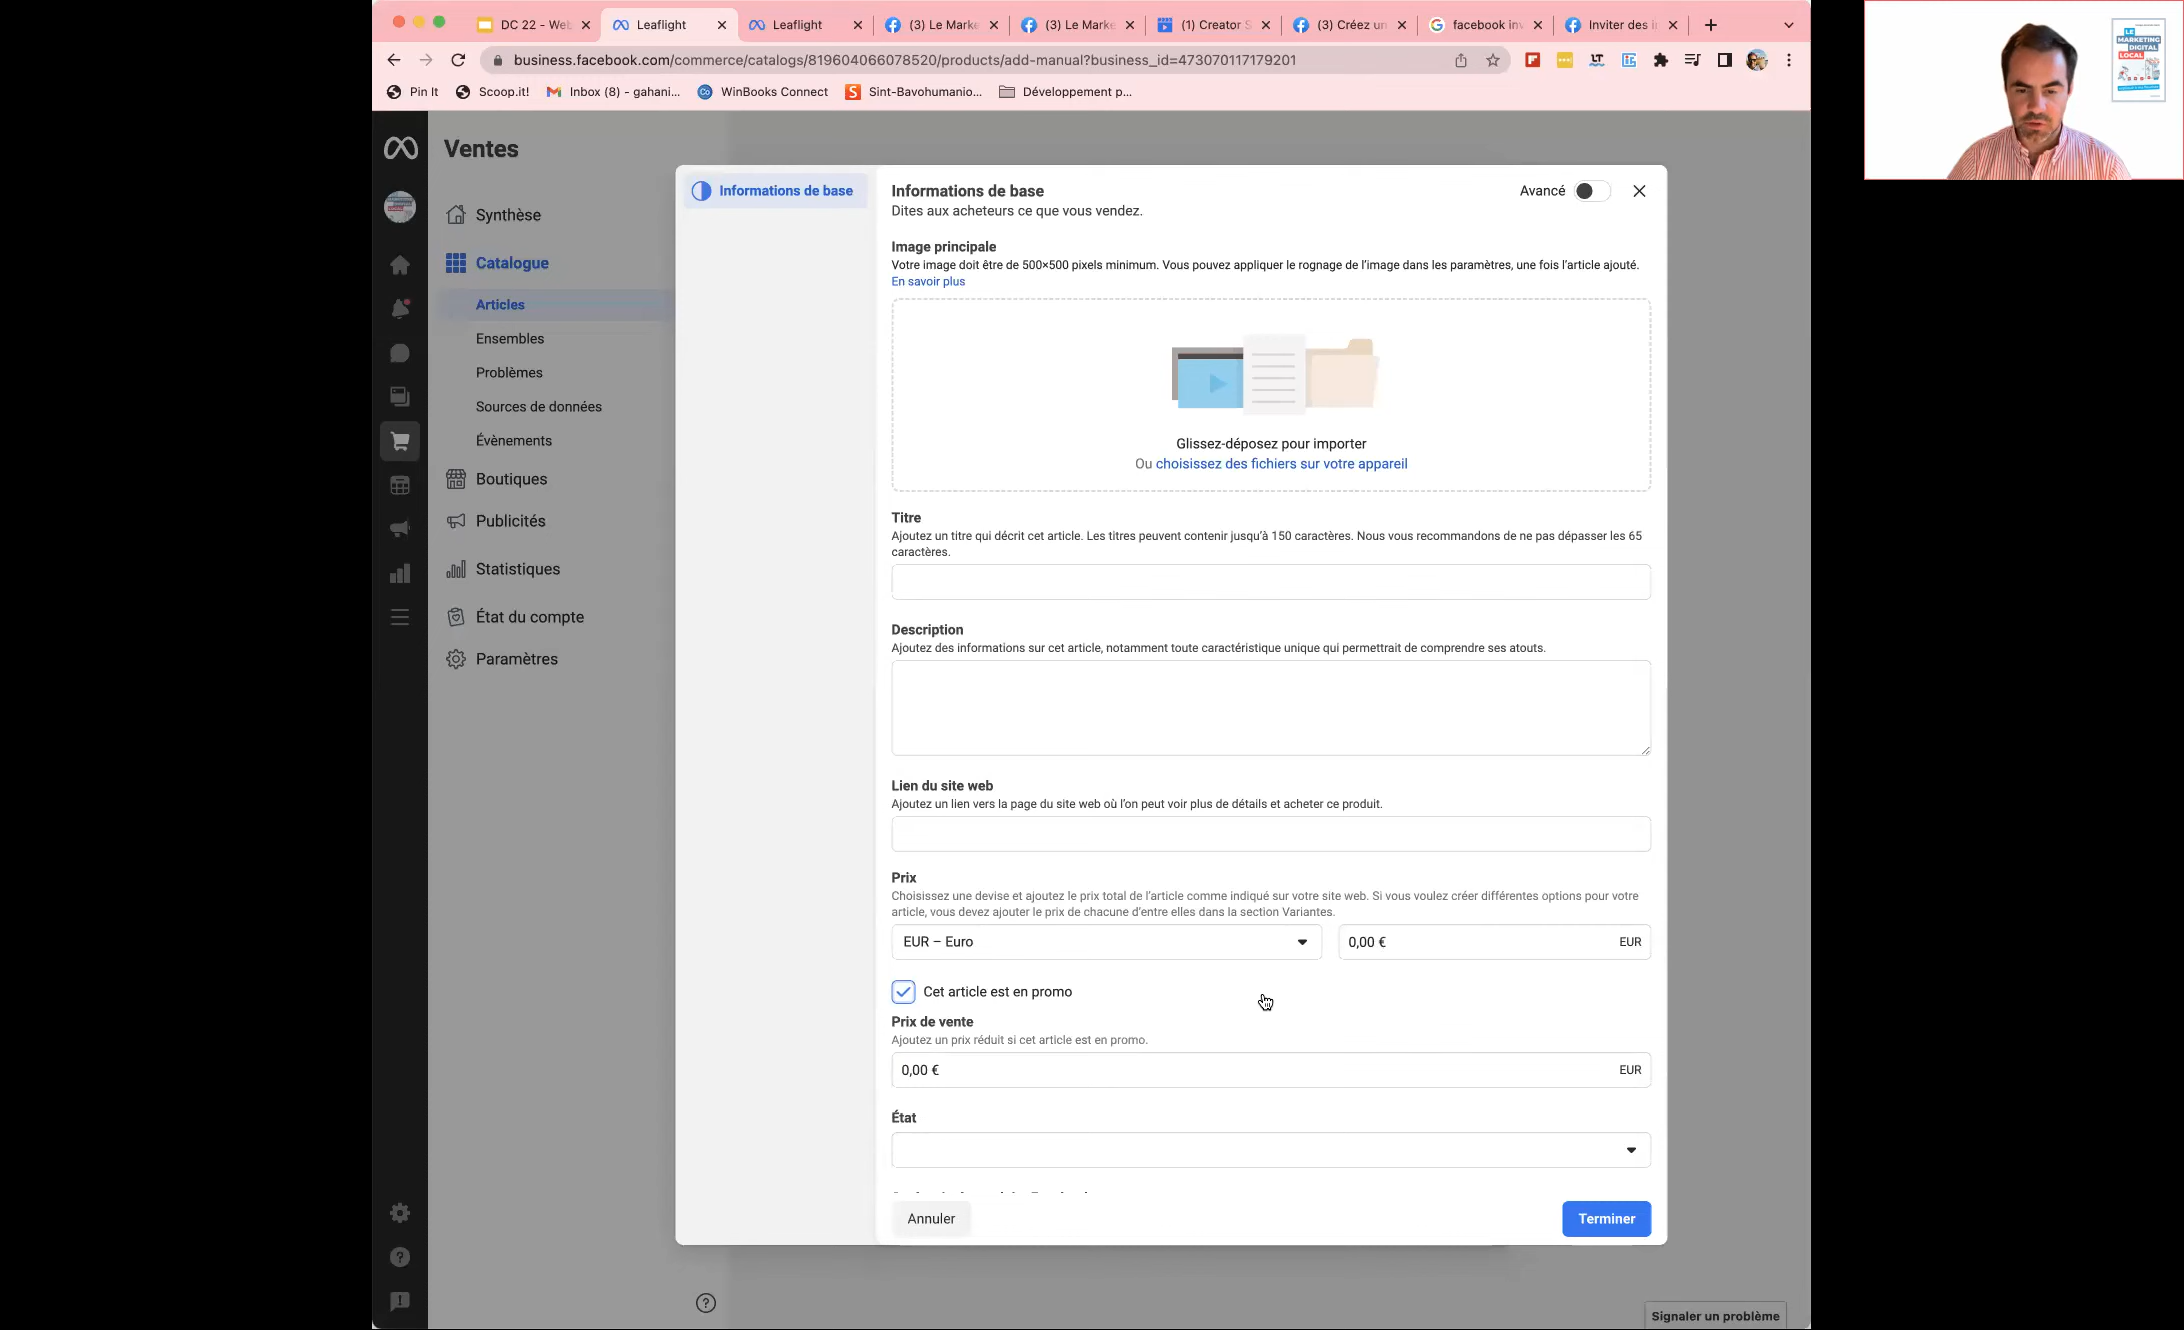 DC 22 - Web
Leaflight
Leaflight
(3) Le Marke
(3) Le Marke
(1) Creator S
(3) Créez un
facebook inv
Inviter des i
business.facebook.com/commerce/catalogs/819604066078520/products/add-manual?business_id=473070117179201
Pin It
Scoop.it!
Inbox (8) - gahani...
WinBooks Connect
Sint-Bavohumanio...
Développement p...
LE
MARKETING
DIGITAL
LOCAL
Ventes
Synthèse
Catalogue
Articles
Ensembles
Problèmes
Sources de données
Évènements
Boutiques
Publicités
Statistiques
État du compte
Paramètres
Informations de base
Informations de base
Avancé
Dites aux acheteurs ce que vous vendez.
Image principale
Votre image doit être de 500×500 pixels minimum. Vous pouvez appliquer le rognage de l’image dans les paramètres, une fois l’article ajouté.
En savoir plus
Glissez-déposez pour importer
Ou choisissez des fichiers sur votre appareil
Titre
Ajoutez un titre qui décrit cet article. Les titres peuvent contenir jusqu’à 150 caractères. Nous vous recommandons de ne pas dépasser les 65
caractères.
Description
Ajoutez des informations sur cet article, notamment toute caractéristique unique qui permettrait de comprendre ses atouts.
Lien du site web
Ajoutez un lien vers la page du site web où l’on peut voir plus de détails et acheter ce produit.
Prix
Choisissez une devise et ajoutez le prix total de l’article comme indiqué sur votre site web. Si vous voulez créer différentes options pour votre
article, vous devez ajouter le prix de chacune d’entre elles dans la section Variantes.
EUR – Euro
0,00 €
EUR
Cet article est en promo
Prix de vente
Ajoutez un prix réduit si cet article est en promo.
0,00 €
EUR
État
Annuler
Terminer
Signaler un problème